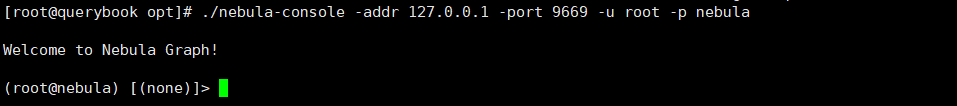 [root@querybook opt]# ./nebula-console -addr 127.0.0.1 -port 9669 -u root -p nebula
Welcome to Nebula Graph!
(root@nebula) [(none)]>